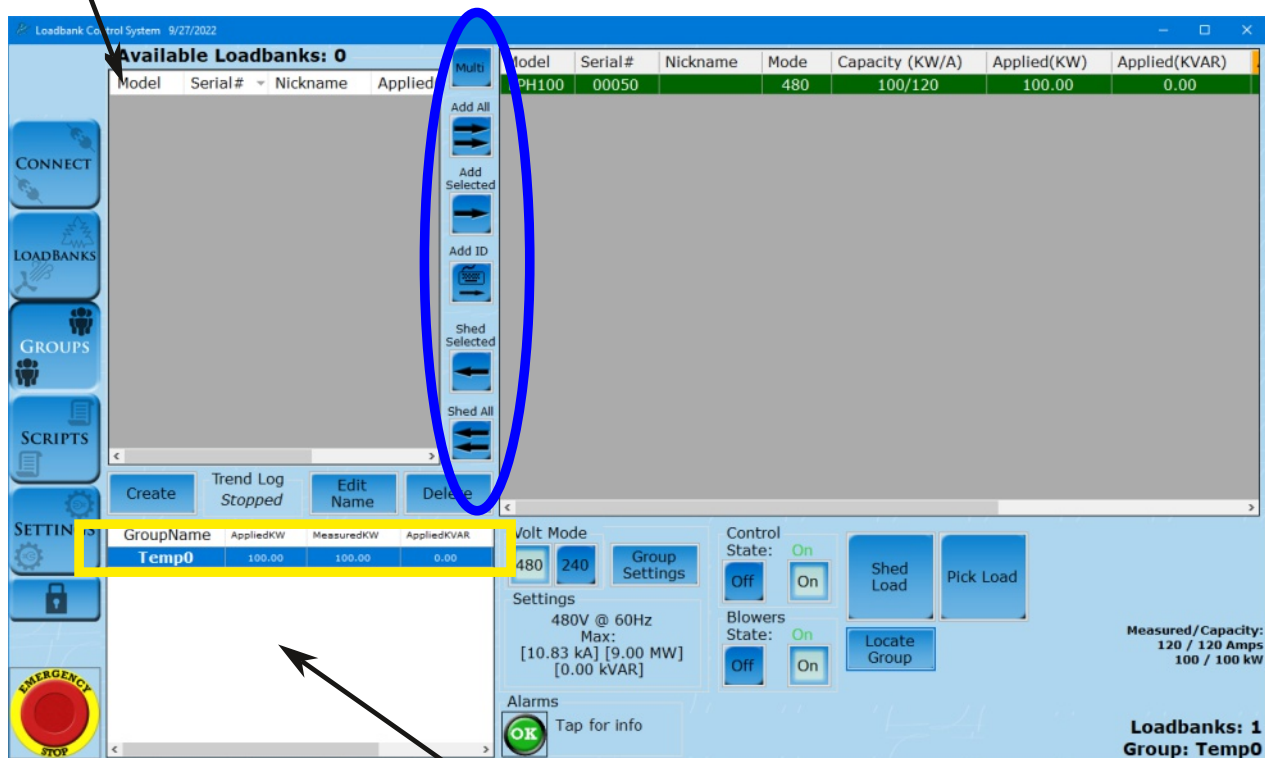 Loadbank Control System 9/27/2022
Available Loadbanks: 0
Model Serial# Nickname Applied
CONNECT
LOADBANKS
GROUPS
SCRIPTS
SETTINGS
EMERGENCY
STOP
Multi
Add All
Add
Selected
Add ID
Shed
Selected
Shed All
Model Serial# Nickname Mode Capacity (KW/A) Applied(KW) Applied(KVAR)
00050 480 100/120 100.00 0.00
Create
Trend Log
Stopped
Edit
Name
Delete
GroupName AppliedKW MeasuredKW AppliedKVAR
Temp0 100.00 100.00 0.00
Volt Mode
480 240
Group
Settings
Settings
480V @ 60Hz
Max:
[10.83 kA] [9.00 MW]
[0.00 kVAR]
Alarms
OK Tap for info
Control
State: On
Off On
Blowers
State: On
Off On
Shed
Load
Pick Load
Locate
Group
Measured/Capacity:
120 / 120 Amps
100 / 100 kW
Loadbanks: 1
Group: Temp0